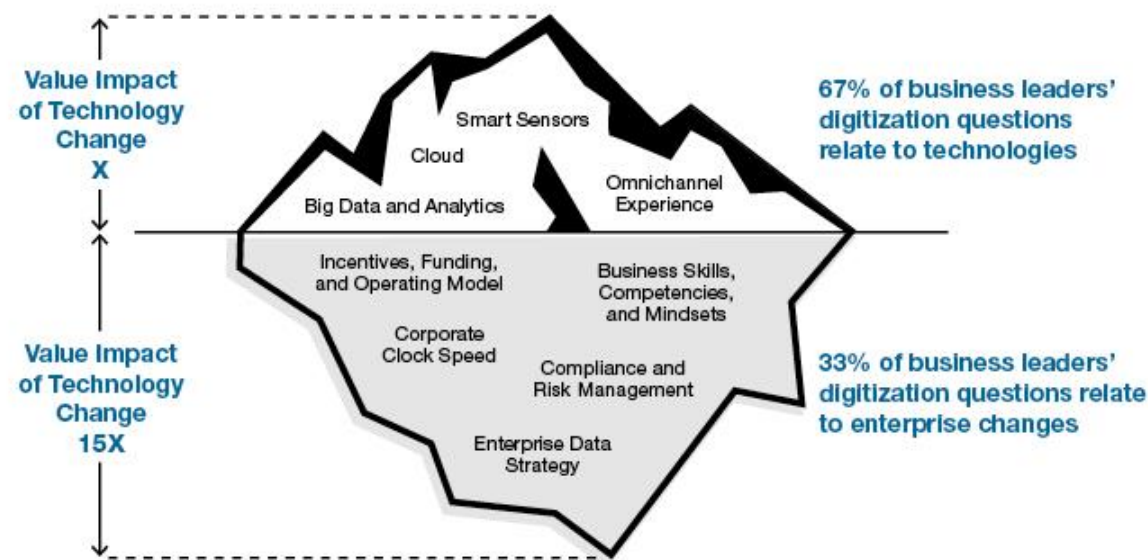 Value Impact
of Technology
Change
X
Smart Sensors
Cloud
Big Data and Analytics
Omnichannel
Experience
67% of business leaders’
digitization questions
relate to technologies
Value Impact
of Technology
Change
15X
Incentives, Funding,
and Operating Model
Business Skills,
Competencies,
and Mindsets
Corporate
Clock Speed
Compliance and
Risk Management
Enterprise Data
Strategy
33% of business leaders’
digitization questions relate
to enterprise changes